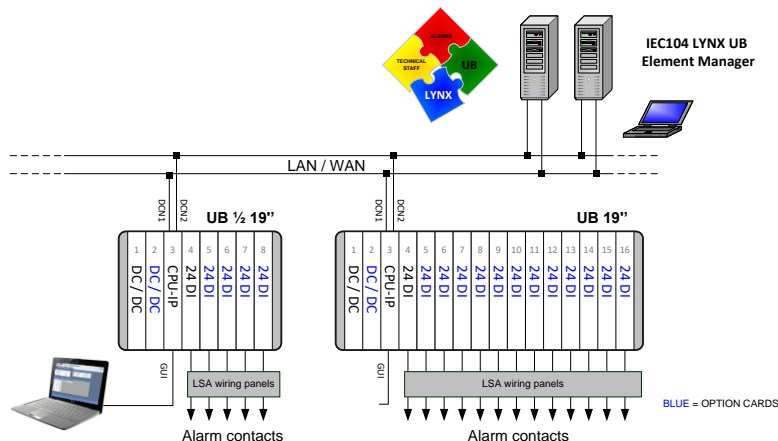 ALARMS
TECHNICAL
STAFF
UB
LYNX
IEC104 LYNX UB
Element Manager
LAN / WAN
DCN1
DCN2
UB ½ 19''
DCN1
DCN2
UB 19''
1
2
3
4
5
6
7
8
DC / DC
DC / DC
CPU-IP
24 DI
24 DI
24 DI
24 DI
24 DI
1
2
3
4
5
6
7
8
9
10
11
12
13
14
15
16
DC / DC
DC / DC
CPU-IP
24 DI
24 DI
24 DI
24 DI
24 DI
24 DI
24 DI
24 DI
24 DI
24 DI
24 DI
24 DI
24 DI
GUI
LSA wiring panels
GUI
LSA wiring panels
BLUE = OPTION CARDS
Alarm contacts
Alarm contacts